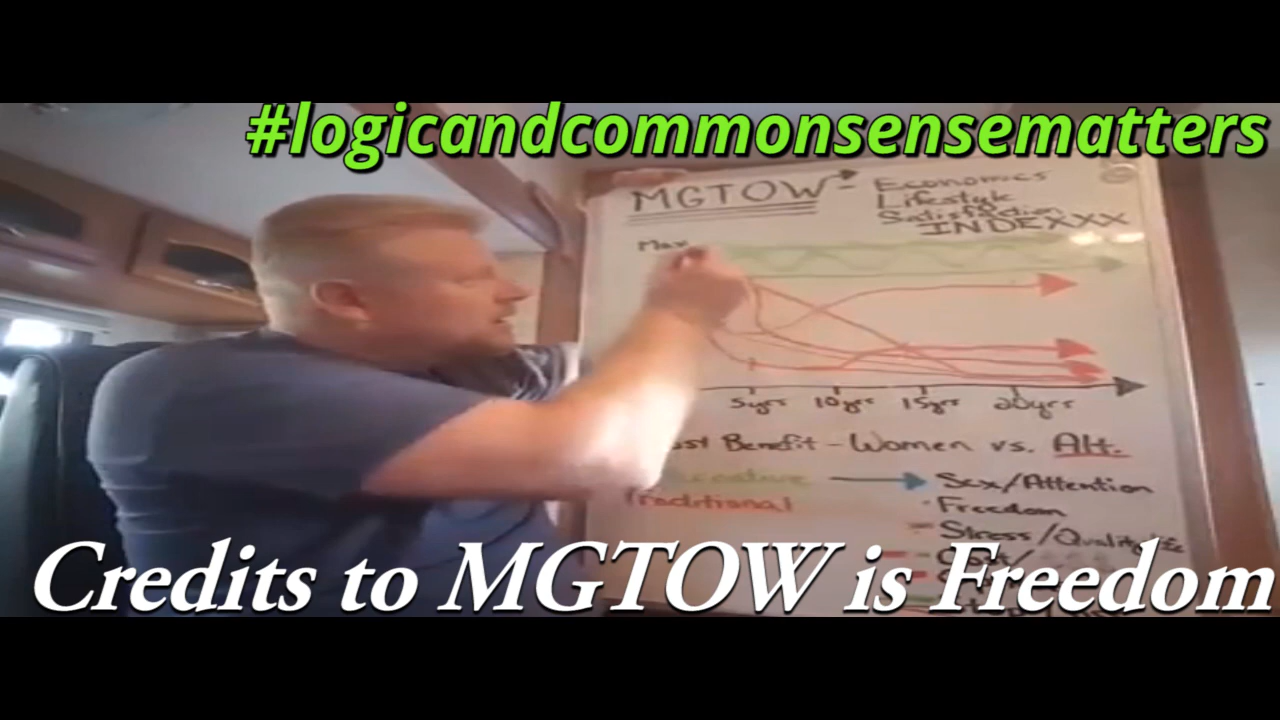 #logicandcommonsensematters
MGTOW - Economics
Lifestyle
Satisfaction
INDEXXX
Max
5yrs 10yrs 15yrs 20yrs
Benefit - Women vs. Alt.
Sex/Attention
Traditional
Freedom
Stress/
Credits to MGTOW is Freedom